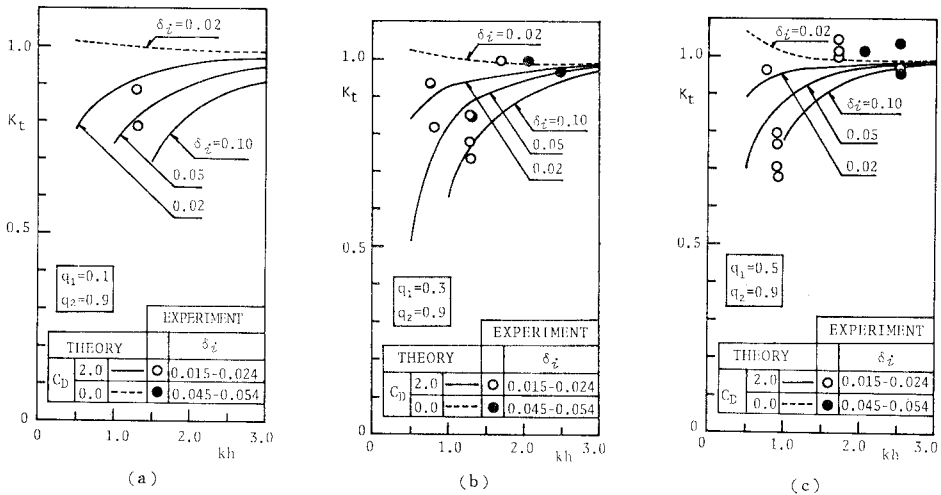 δi=0.02
1.0
Kt
δi=0.10
0.05
0.02
0.5
q1=0.1
q2=0.9
EXPERIMENT
THEORY
δi
CD
2.0
0.015-0.024
0.0
0.045-0.054
0
0
1.0
2.0
3.0
kh
(a)
δi=0.02
1.0
Kt
δi=0.10
0.05
0.02
0.5
q1=0.3
q2=0.9
EXPERIMENT
THEORY
δi
CD
2.0
0.015-0.024
0.0
0.045-0.054
0
0
1.0
2.0
3.0
kh
(b)
δi=0.02
1.0
Kt
δi=0.10
0.05
0.02
0.5
q1=0.5
q2=0.9
EXPERIMENT
THEORY
δi
CD
2.0
0.015-0.024
0.0
0.045-0.054
0
0
1.0
2.0
3.0
kh
(c)